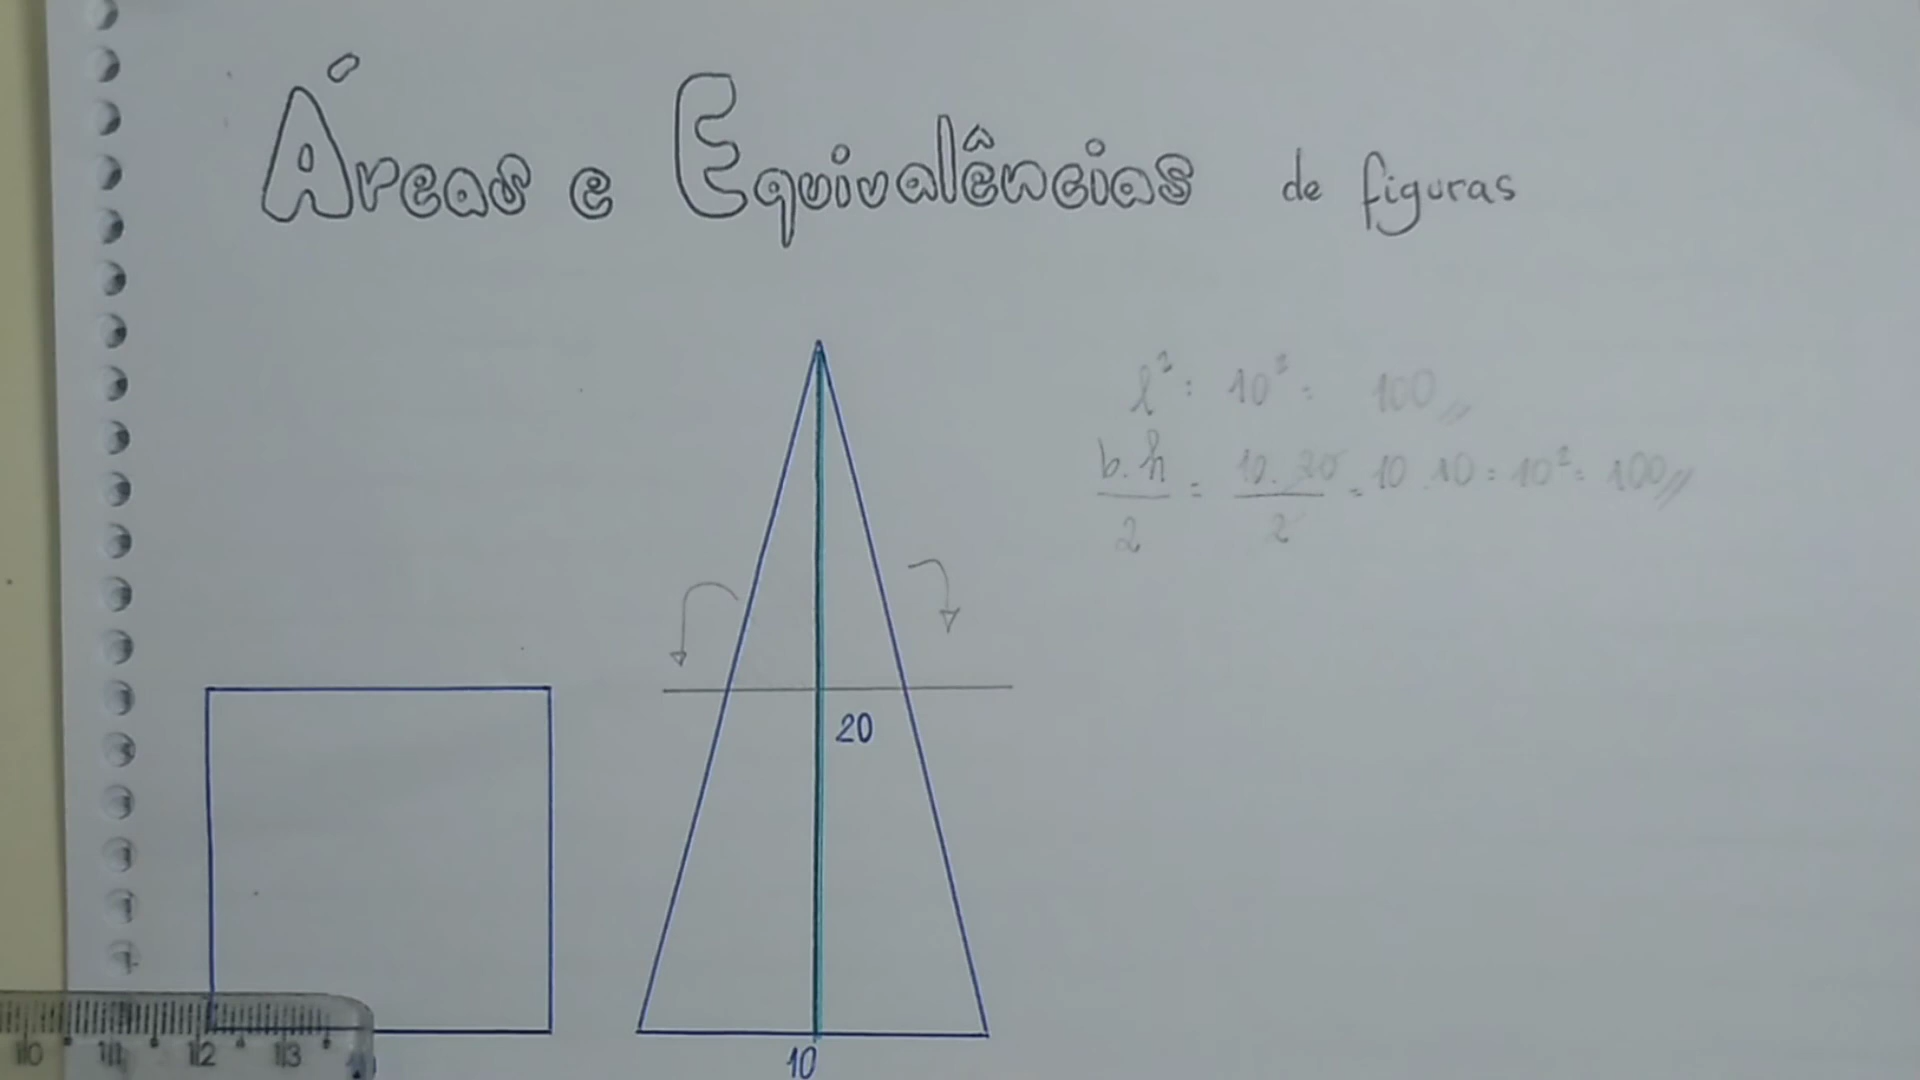 Áreas e Equivalências de figuras
l² = 10² = 100//
b.h/2 = 10.20/2 = 10.10 = 10² = 100//
20
10 11 12 13
10